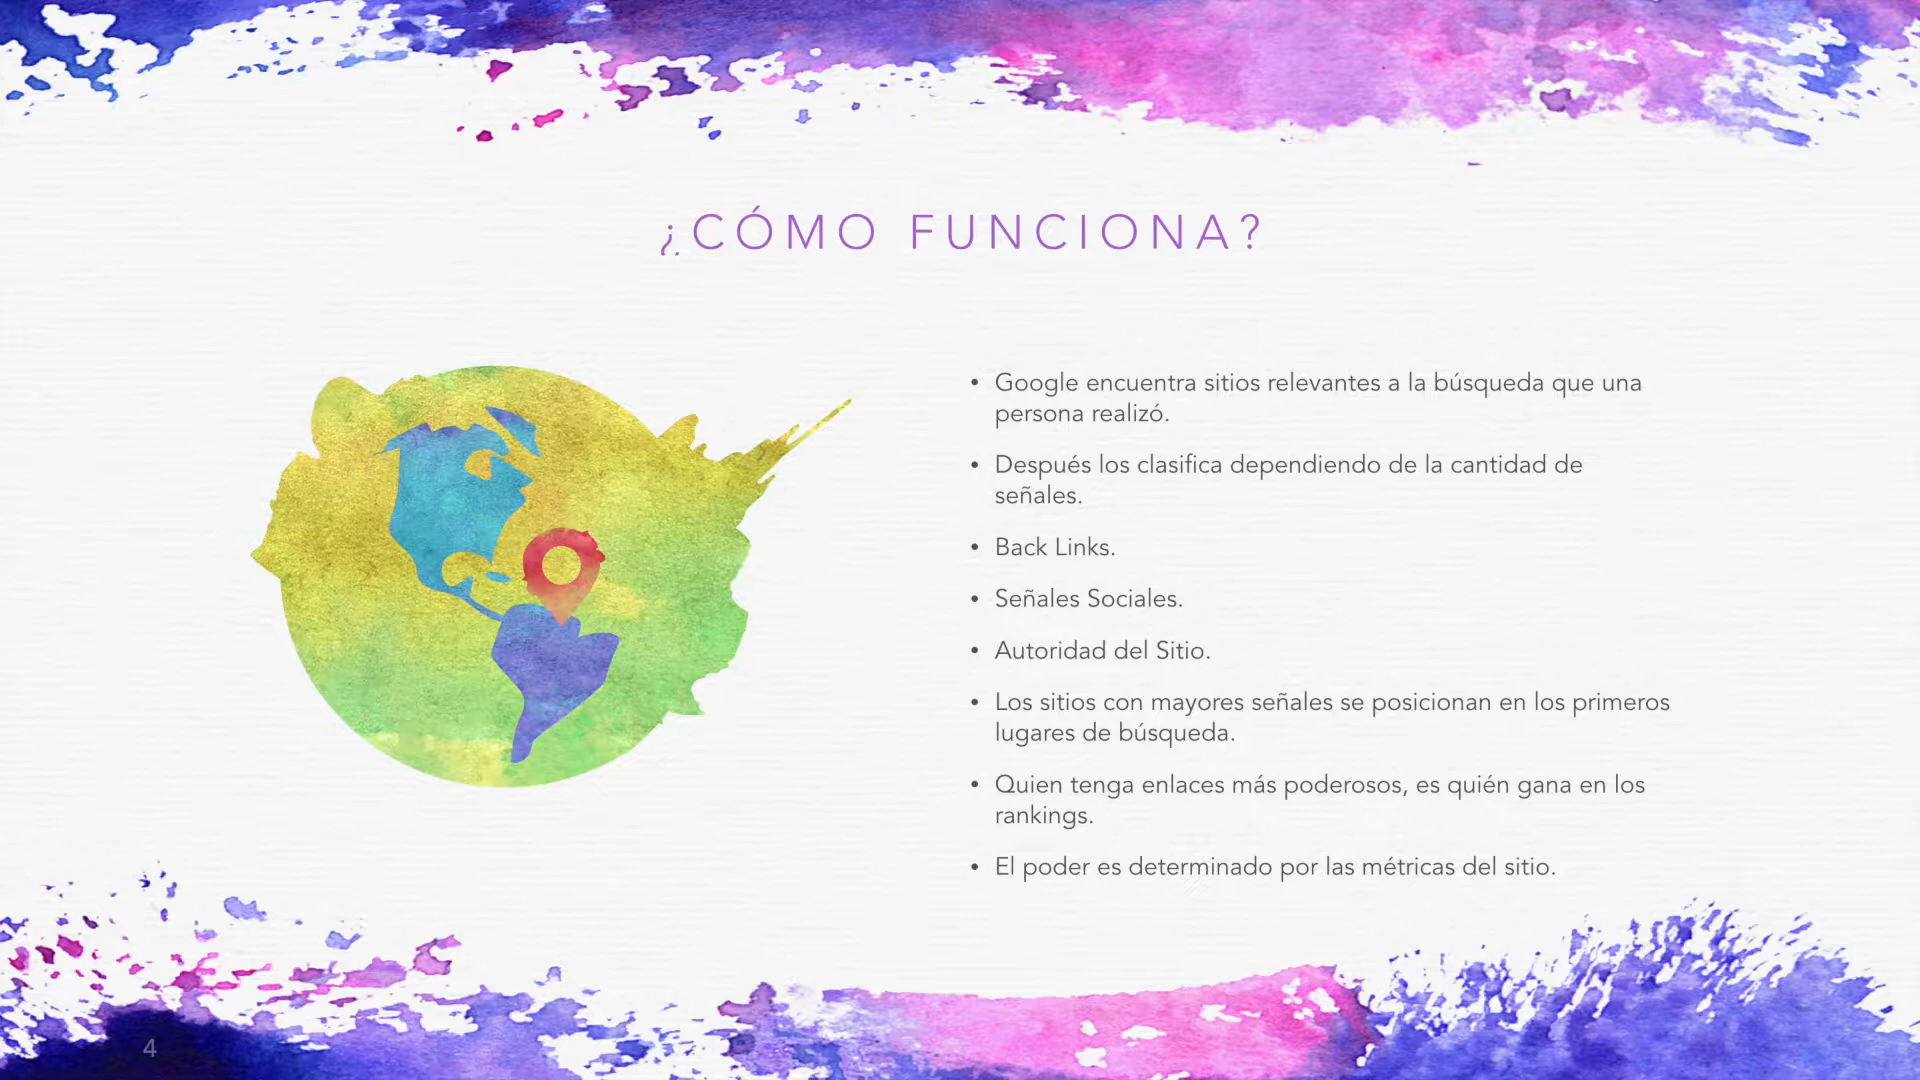 ¿CÓMO FUNCIONA?
• Google encuentra sitios relevantes a la búsqueda que una
persona realizó.
• Después los clasifica dependiendo de la cantidad de
señales.
• Back Links.
• Señales Sociales.
• Autoridad del Sitio.
• Los sitios con mayores señales se posicionan en los primeros
lugares de búsqueda.
• Quien tenga enlaces más poderosos, es quién gana en los
rankings.
• El poder es determinado por las métricas del sitio.
4